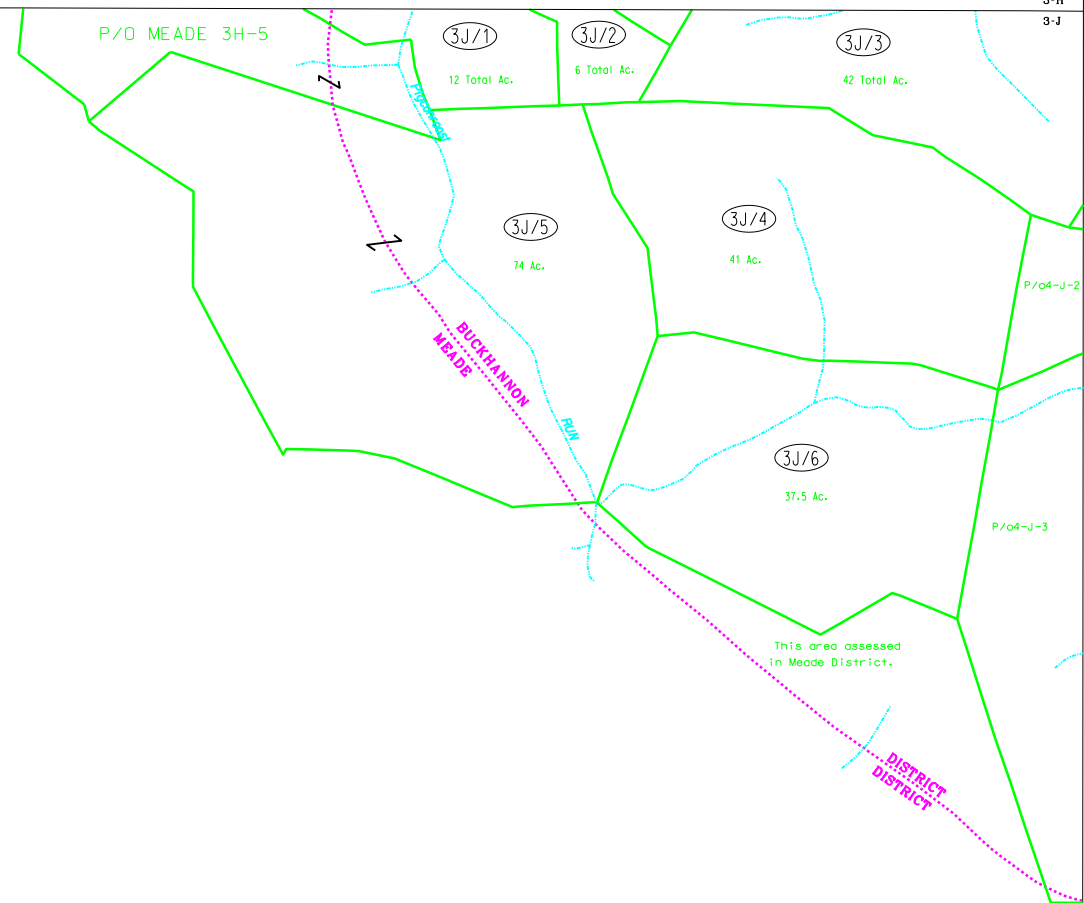 3-H
3-J
P/O MEADE 3H-5
3J/1
12 Total Ac.
3J/2
6 Total Ac.
3J/3
42 Total Ac.
3J/5
74 Ac.
3J/4
41 Ac.
P/o4-J-2
BUCKHANNON
MEADE
RUN
3J/6
37.5 Ac.
P/o4-J-3
This area assessed
in Meade District.
DISTRICT
DISTRICT